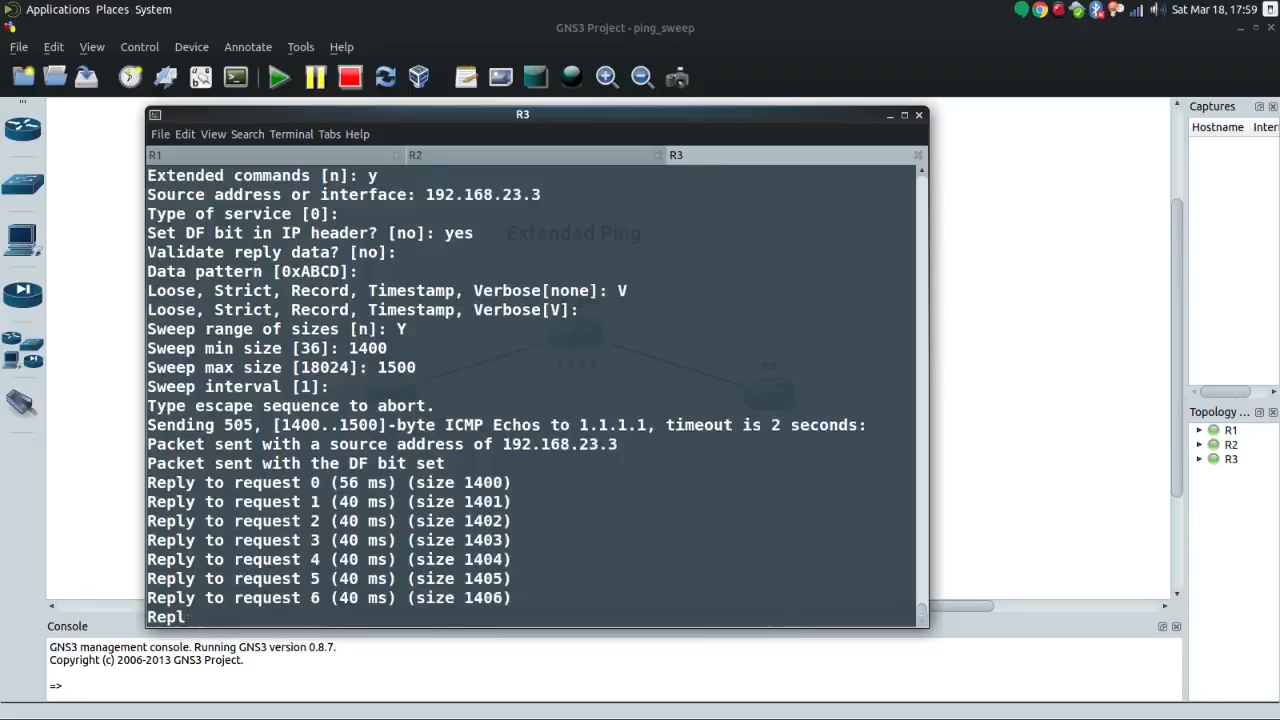 Applications Places System
Sat Mar 18, 17:59
GNS3 Project - ping_sweep
File Edit View Control Device Annotate Tools Help
R3
File Edit View Search Terminal Tabs Help
R1
R2
R3
Extended commands [n]: y
Source address or interface: 192.168.23.3
Type of service [0]:
Set DF bit in IP header? [no]: yes
Extended Ping
Validate reply data? [no]:
Data pattern [0xABCD]:
Loose, Strict, Record, Timestamp, Verbose[none]: V
Loose, Strict, Record, Timestamp, Verbose[V]:
Sweep range of sizes [n]: Y
Sweep min size [36]: 1400
Sweep max size [18024]: 1500
Sweep interval [1]:
Type escape sequence to abort.
Sending 505, [1400..1500]-byte ICMP Echos to 1.1.1.1, timeout is 2 seconds:
Packet sent with a source address of 192.168.23.3
Packet sent with the DF bit set
Reply to request 0 (56 ms) (size 1400)
Reply to request 1 (40 ms) (size 1401)
Reply to request 2 (40 ms) (size 1402)
Reply to request 3 (40 ms) (size 1403)
Reply to request 4 (40 ms) (size 1404)
Reply to request 5 (40 ms) (size 1405)
Reply to request 6 (40 ms) (size 1406)
Repl
Captures
Hostname Inter
Topology ...
R1
R2
R3
Console
GNS3 management console. Running GNS3 version 0.8.7.
Copyright (c) 2006-2013 GNS3 Project.
=>